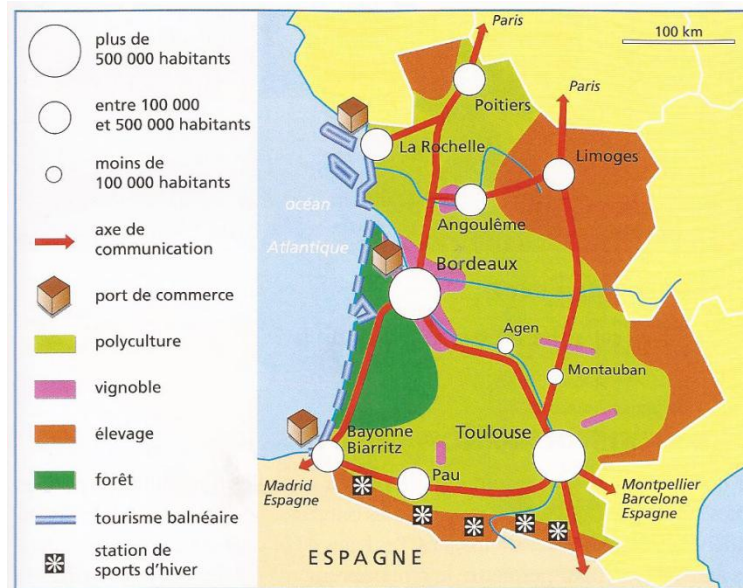 plus de
500 000 habitants
entre 100 000
et 500 000 habitants
moins de
100 000 habitants
axe de
communication
port de commerce
polyculture
vignoble
élevage
forêt
tourisme balnéaire
station de
sports d'hiver
Paris
100 km
Poitiers
Paris
La Rochelle
Limoges
océan
Atlantique
Angoulême
Bordeaux
Agen
Montauban
Bayonne
Biarritz
Toulouse
Pau
Madrid
Espagne
Montpellier
Barcelone
Espagne
ESPAGNE